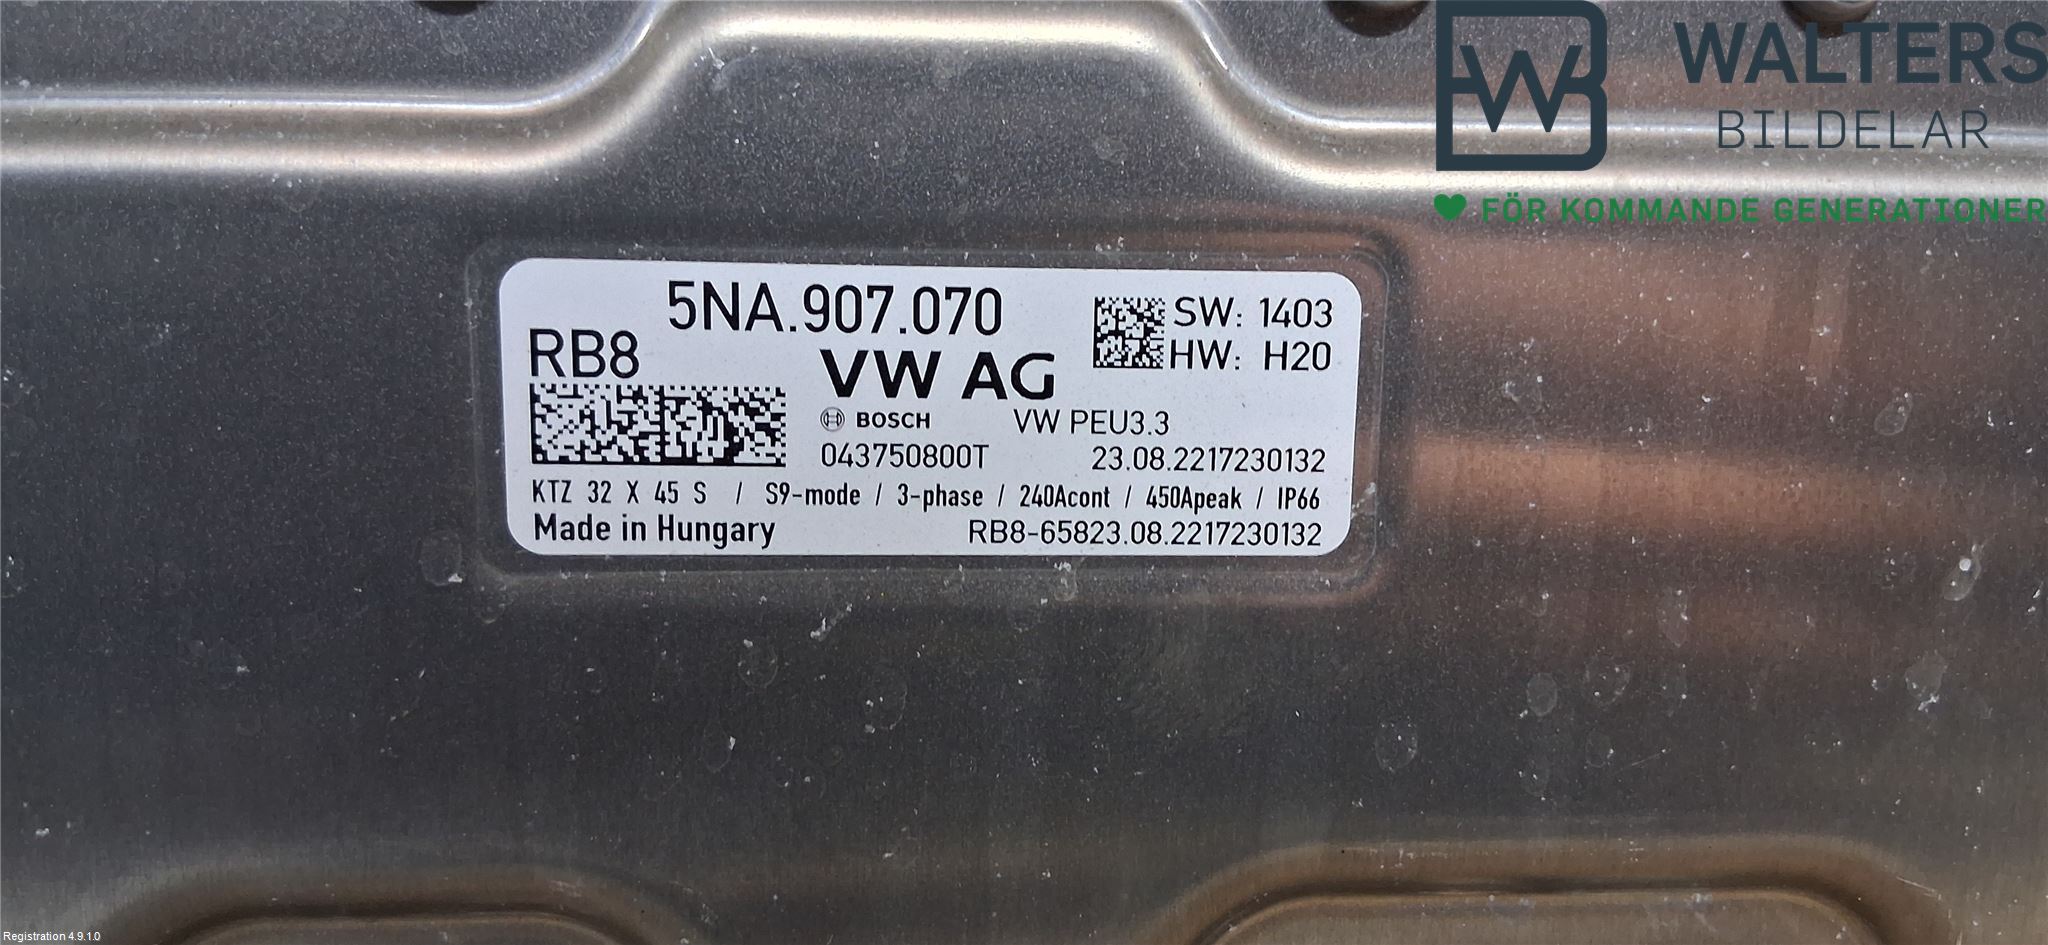 WALTERS
BILDELAR
FÖR KOMMANDE GENERATIONER
5NA.907.070
SW: 1403
RB8
HW: H20
VW AG
BOSCH VW PEU3.3
043750800T 23.08.2217230132
KTZ 32 X 45 S / S9-mode / 3-phase / 240Acont / 450Apeak / IP66
Made in Hungary RB8-65823.08.2217230132
Registration 4.9.1.0